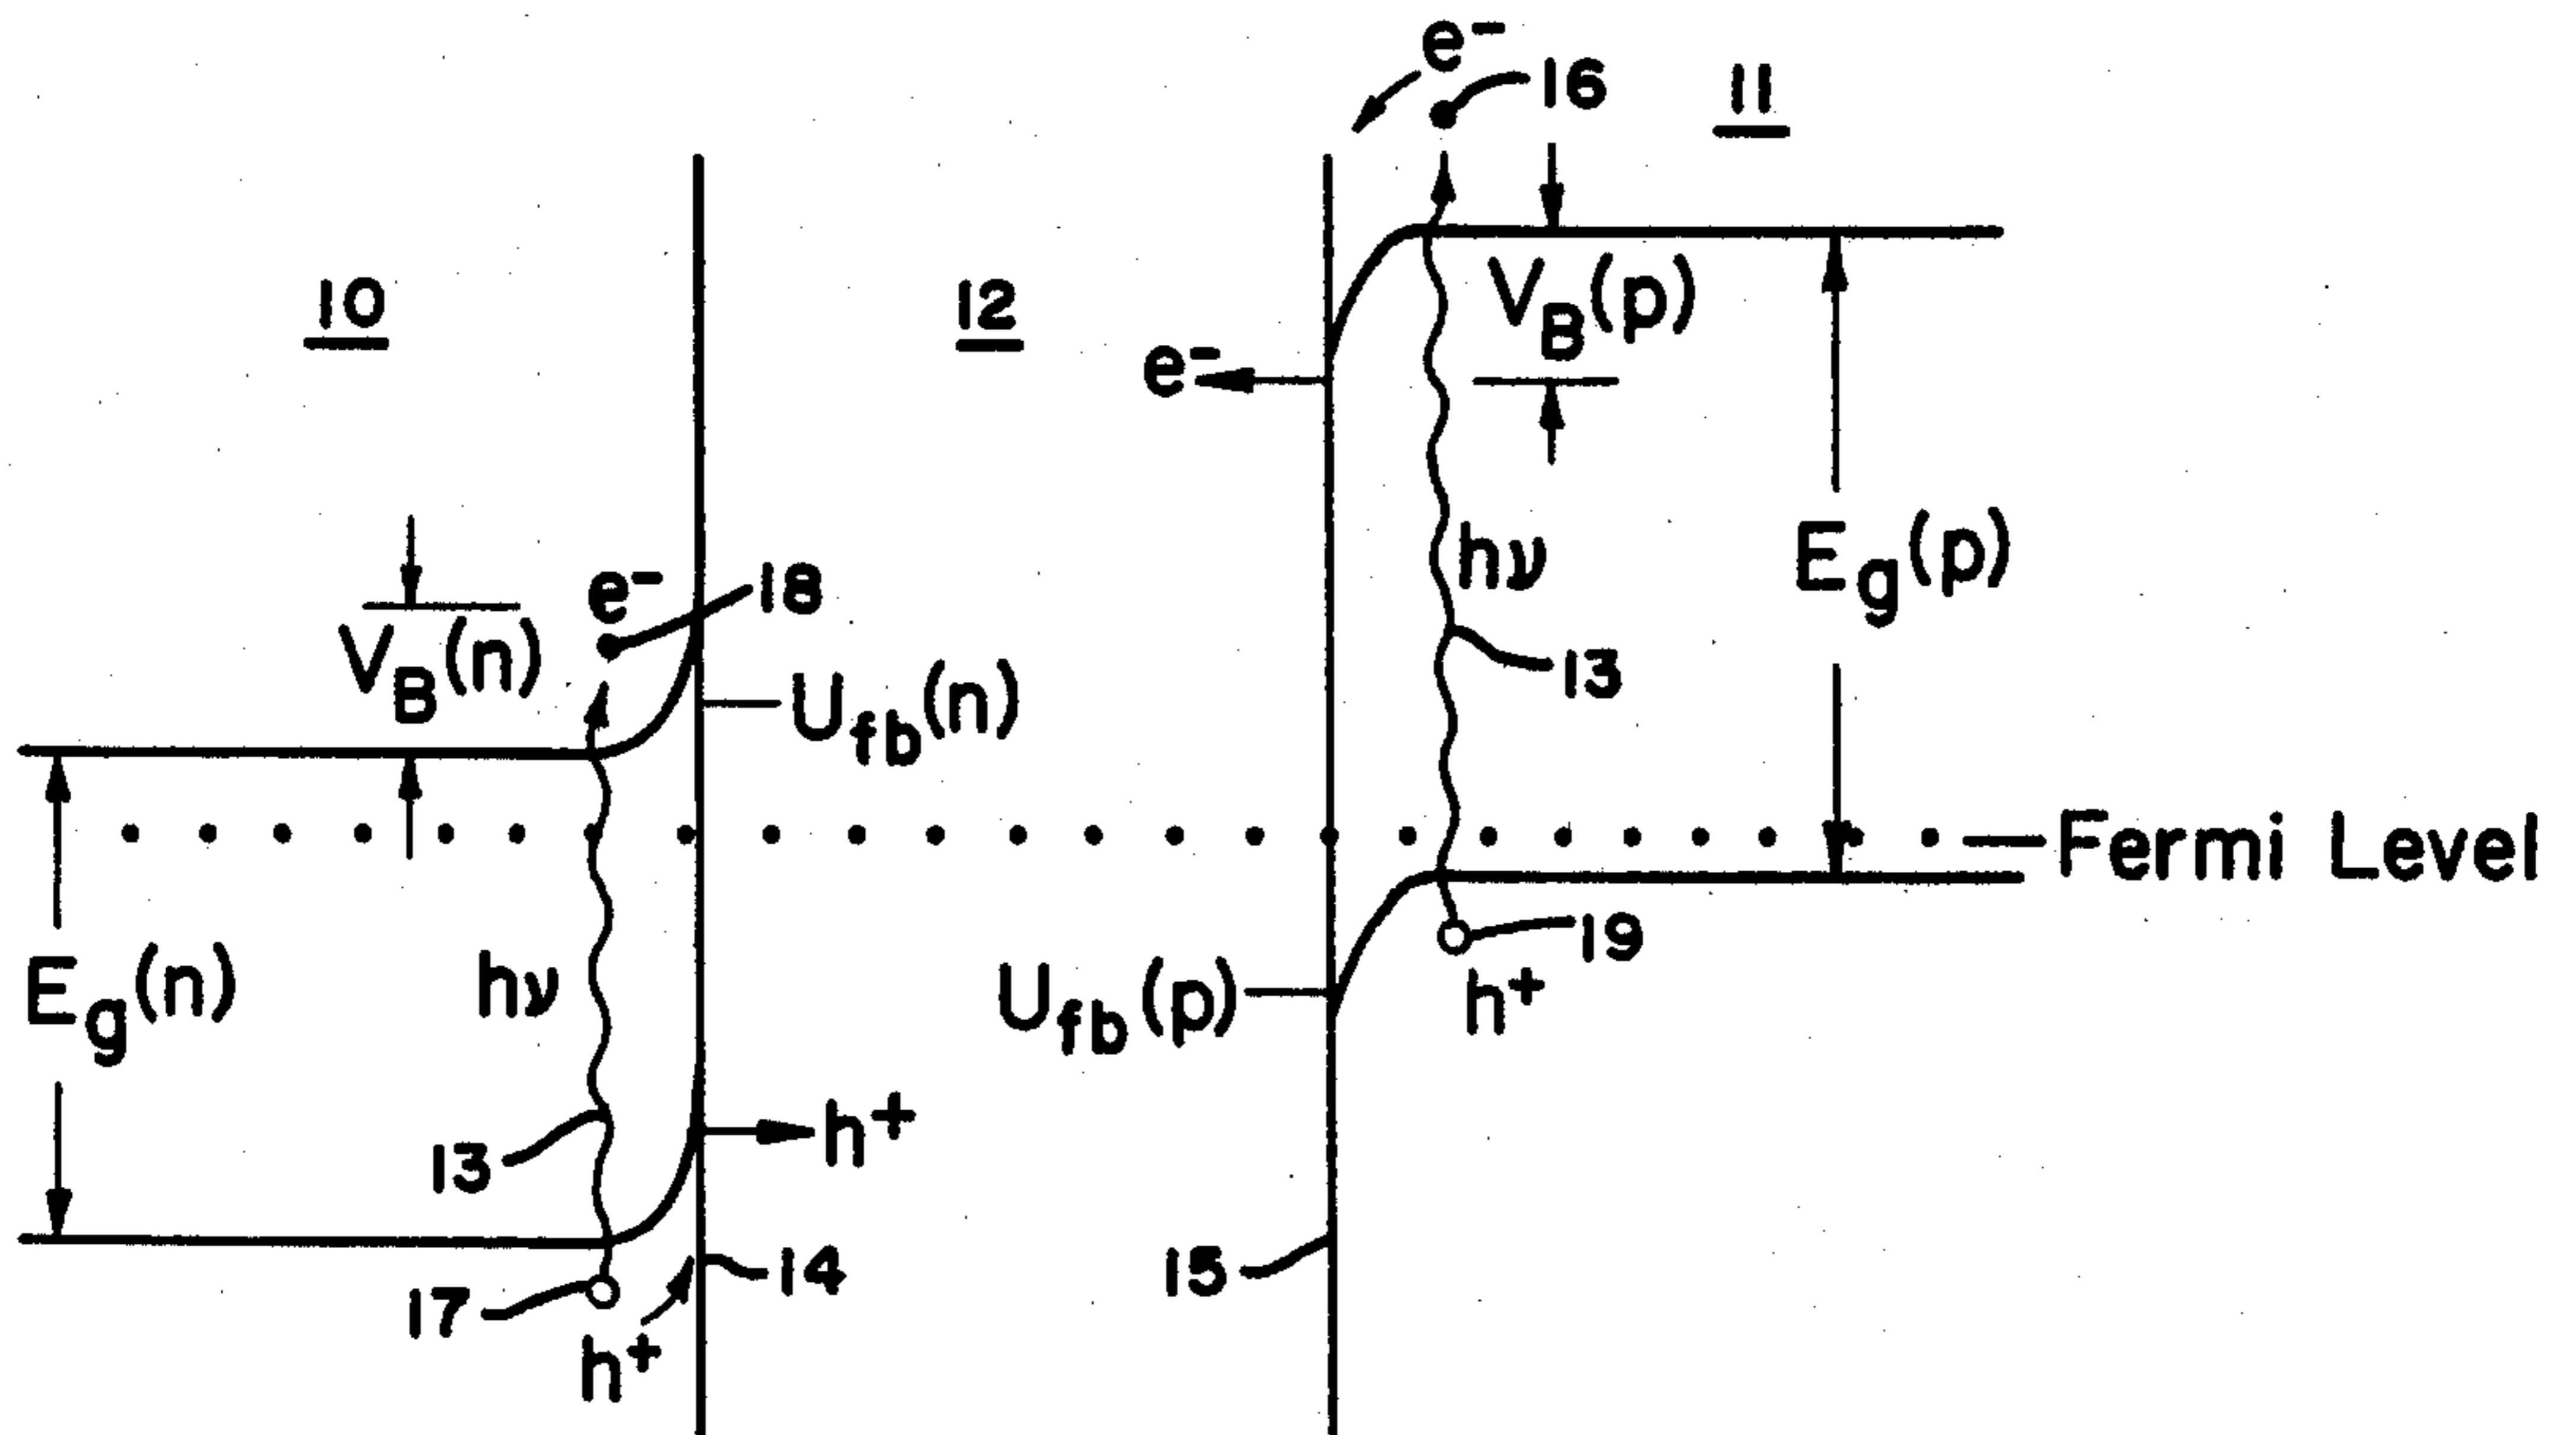 e⁻
16
11
10
12
V_B(p)
e⁻
hν
E_g(p)
e⁻
18
V_B(n)
13
U_fb(n)
Fermi Level
19
E_g(n)
hν
U_fb(p)
h⁺
h⁺
13
14
15
17
h⁺